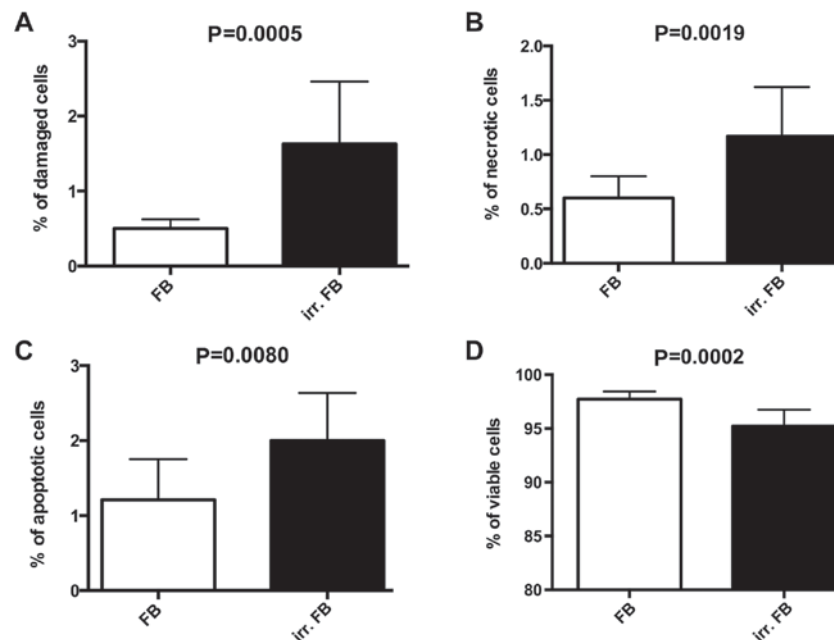 A
P=0.0005
% of damaged cells
3
2
1
0
FB
irr. FB
B
P=0.0019
% of necrotic cells
2.0
1.5
1.0
0.5
0.0
FB
irr. FB
C
P=0.0080
% of apoptotic cells
3
2
1
0
FB
irr. FB
D
P=0.0002
% of viable cells
100
95
90
85
80
FB
irr. FB